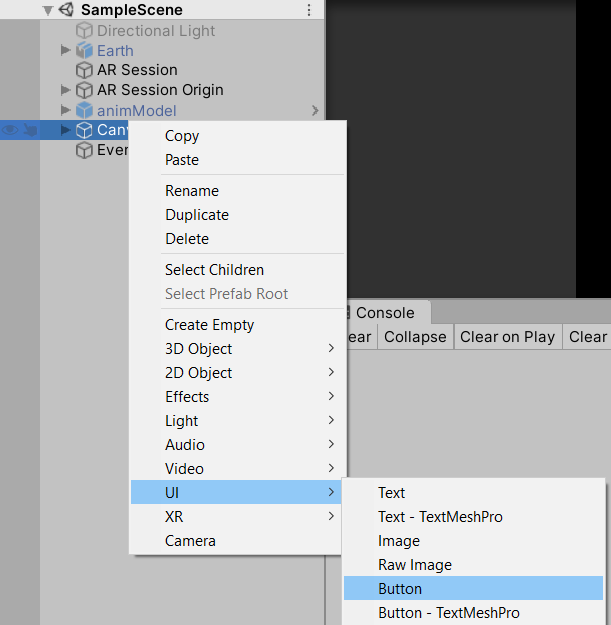 SampleScene
Directional Light
Earth
AR Session
AR Session Origin
animModel
Can
Even
Copy
Paste
Rename
Duplicate
Delete
Select Children
Select Prefab Root
Create Empty
3D Object
2D Object
Effects
Light
Audio
Video
UI
XR
Camera
Console
ear Collapse Clear on Play Clear
Text
Text - TextMeshPro
Image
Raw Image
Button
Button - TextMeshPro